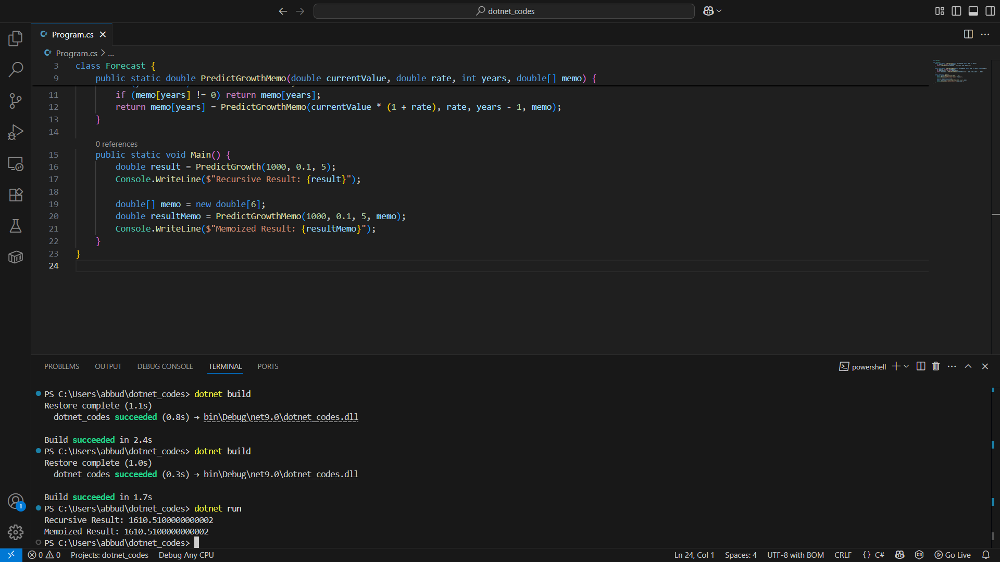 dotnet_codes
C# Program.cs
C# Program.cs > ...
3 class Forecast {
9 public static double PredictGrowthMemo(double currentValue, double rate, int years, double[] memo) {
11 if (memo[years] != 0) return memo[years];
12 return memo[years] = PredictGrowthMemo(currentValue * (1 + rate), rate, years - 1, memo);
13 }
14
0 references
15 public static void Main() {
16 double result = PredictGrowth(1000, 0.1, 5);
17 Console.WriteLine($"Recursive Result: {result}");
18
19 double[] memo = new double[6];
20 double resultMemo = PredictGrowthMemo(1000, 0.1, 5, memo);
21 Console.WriteLine($"Memoized Result: {resultMemo}");
22 }
23 }
24
PROBLEMS OUTPUT DEBUG CONSOLE TERMINAL PORTS powershell
PS C:\Users\abbud\dotnet_codes> dotnet build
Restore complete (1.1s)
dotnet_codes succeeded (0.8s) → bin\Debug\net9.0\dotnet_codes.dll
Build succeeded in 2.4s
PS C:\Users\abbud\dotnet_codes> dotnet build
Restore complete (1.0s)
dotnet_codes succeeded (0.3s) → bin\Debug\net9.0\dotnet_codes.dll
Build succeeded in 1.7s
PS C:\Users\abbud\dotnet_codes> dotnet run
Recursive Result: 1610.5100000000002
Memoized Result: 1610.5100000000002
1
PS C:\Users\abbud\dotnet_codes>
0 0 Projects: dotnet_codes Debug Any CPU Ln 24, Col 1 Spaces: 4 UTF-8 with BOM CRLF {} C# Go Live